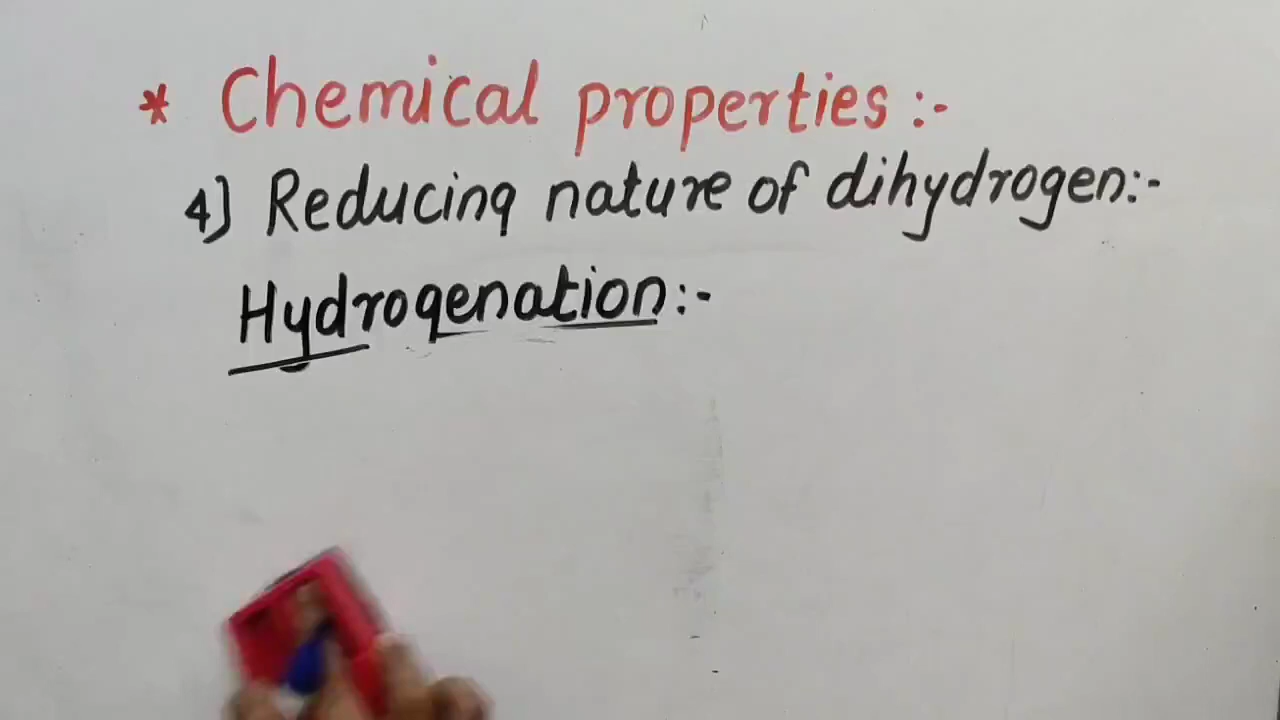 * Chemical properties :-
4) Reducing nature of dihydrogen:-
Hydrogenation:-